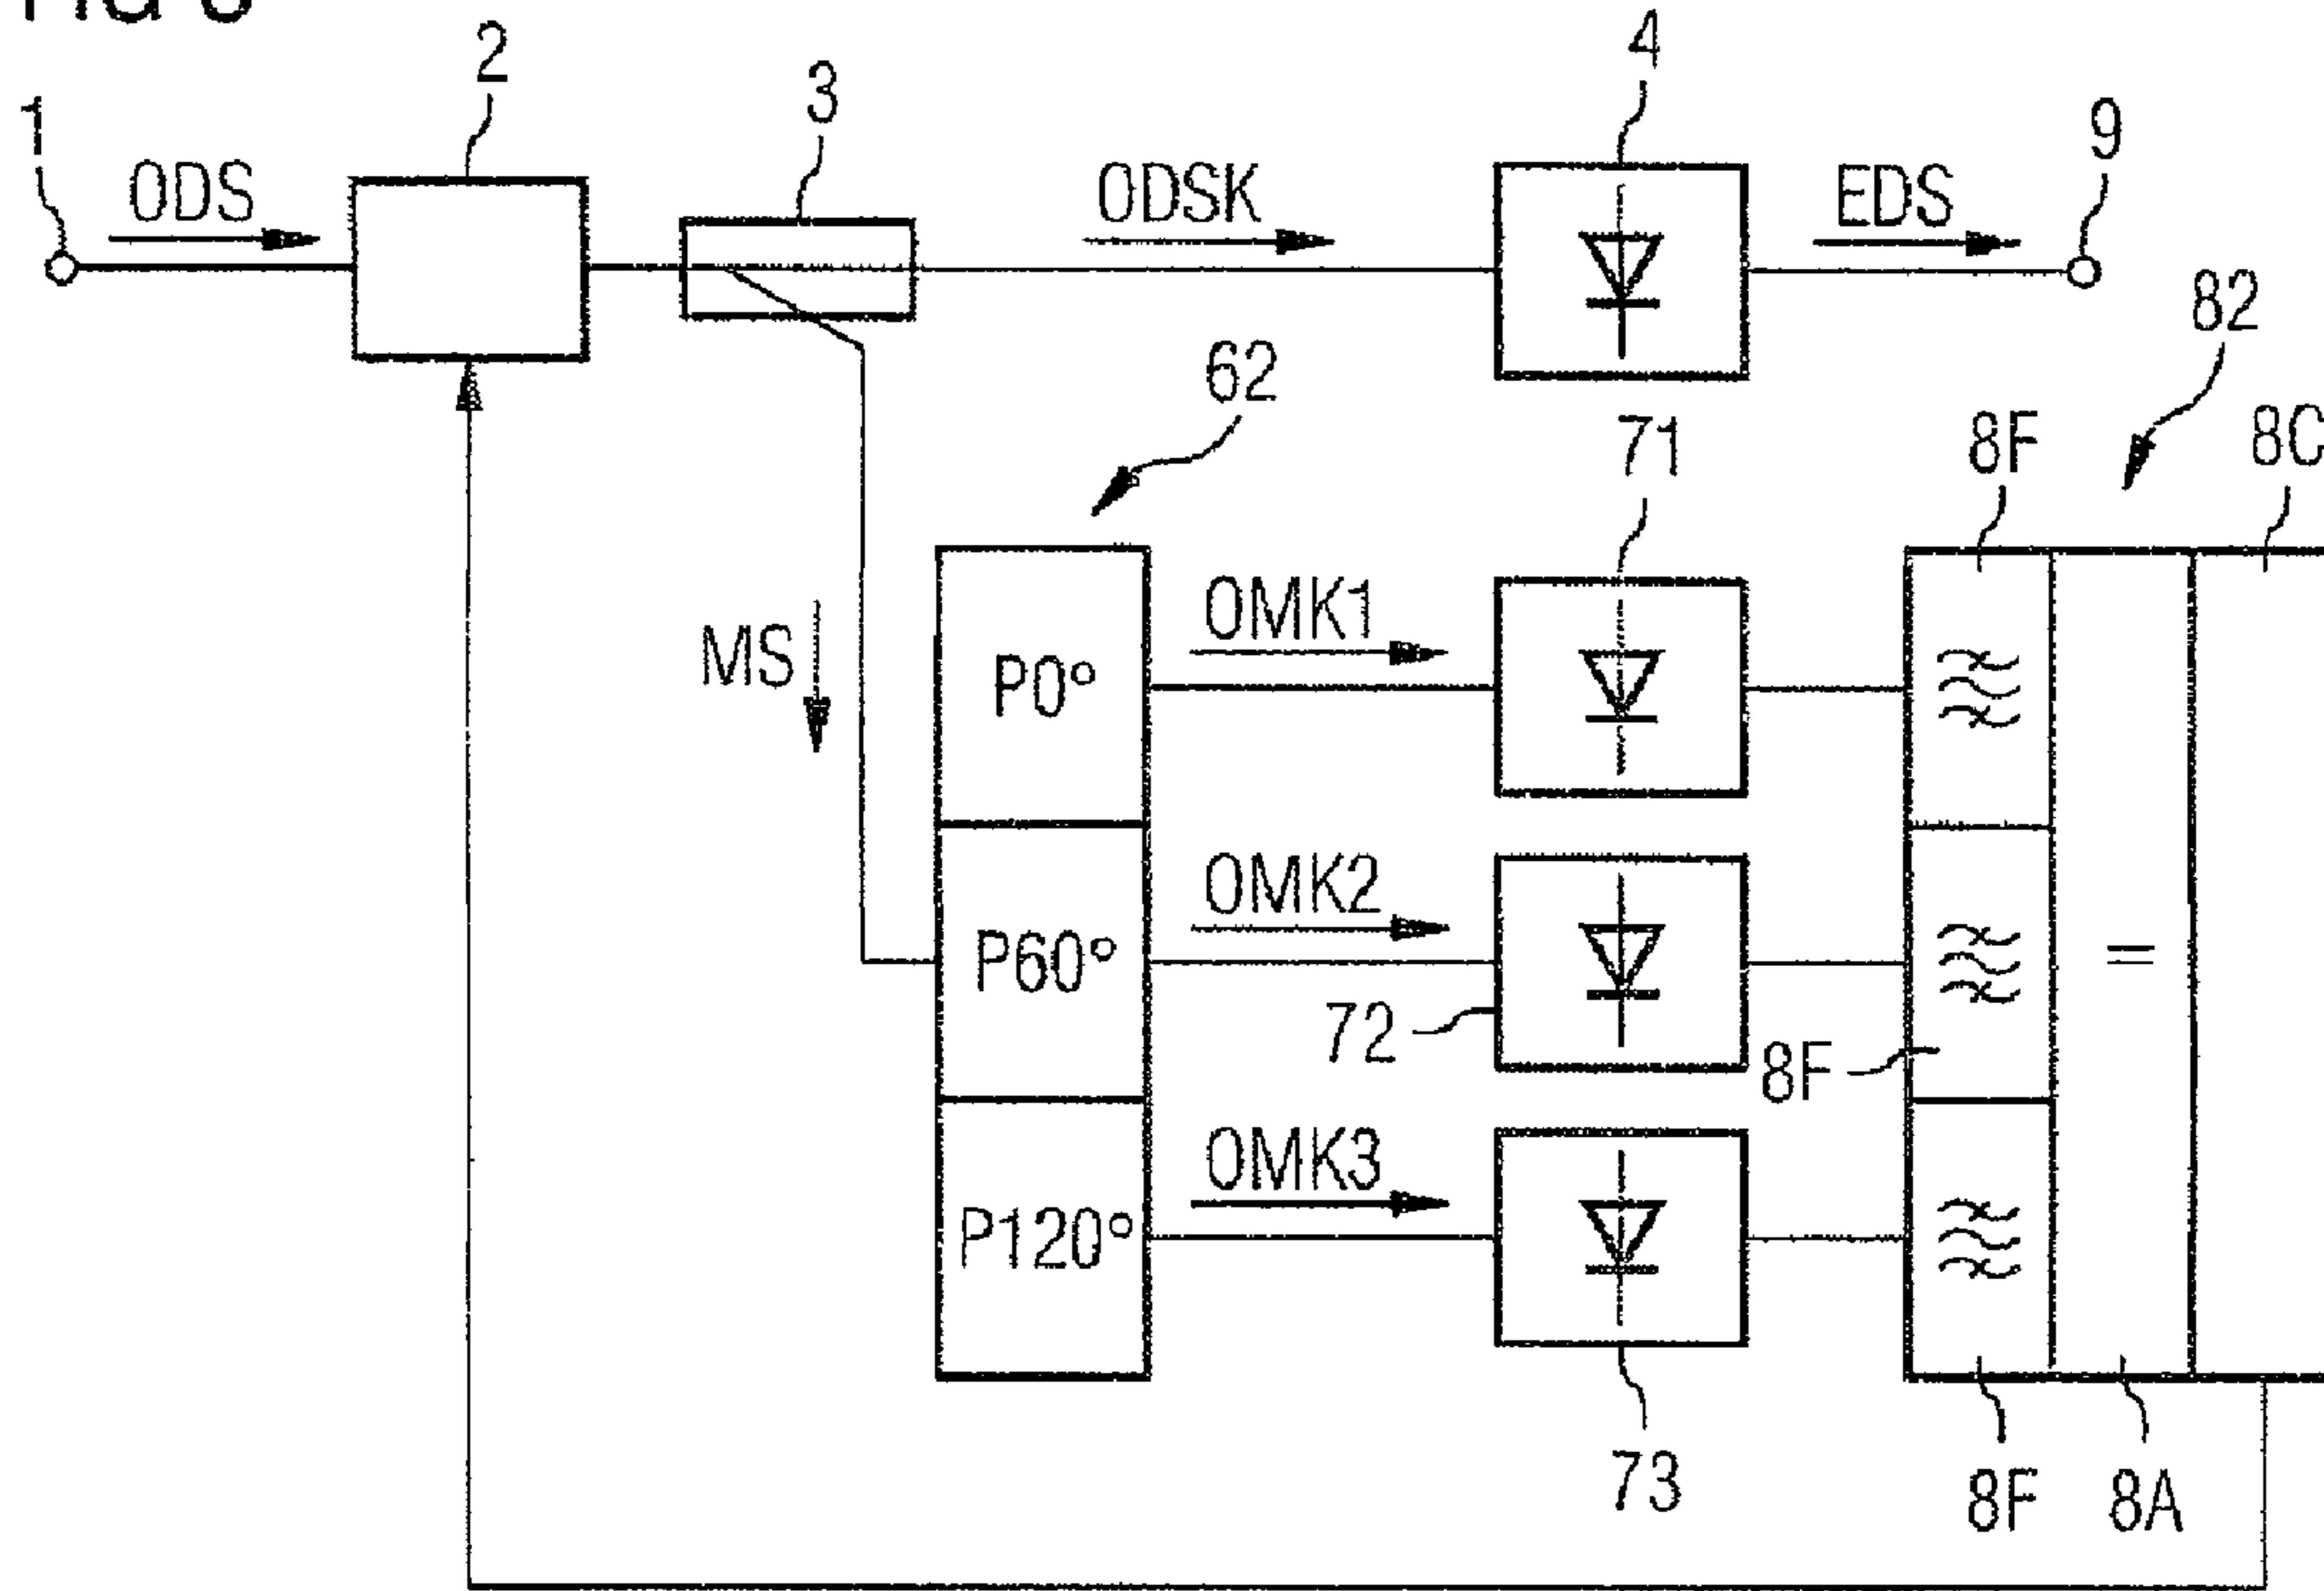 2
4
3
1
9
ODS
ODSK
EDS
82
62
71
8F
8C
MS
OMK1
P0°
OMK2
P60°
72
8F
=
OMK3
P120°
73
8F
8A